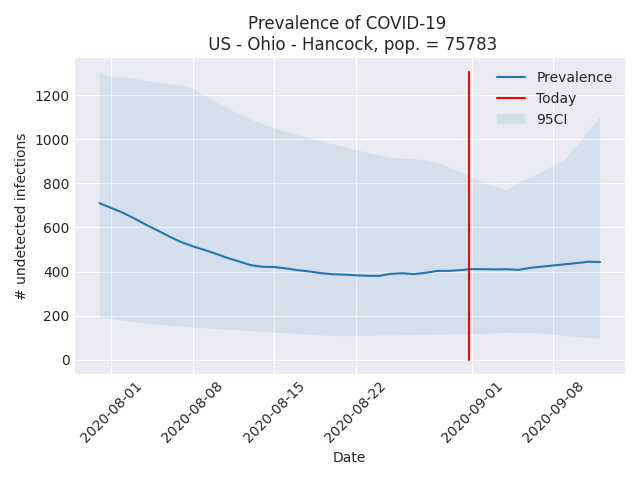 Prevalence of COVID-19
US - Ohio - Hancock, pop. = 75783
Prevalence
Today
95CI
# undetected infections
1200
1000
800
600
400
200
0
2020-08-01
2020-08-08
2020-08-15
2020-08-22
2020-09-01
2020-09-08
Date